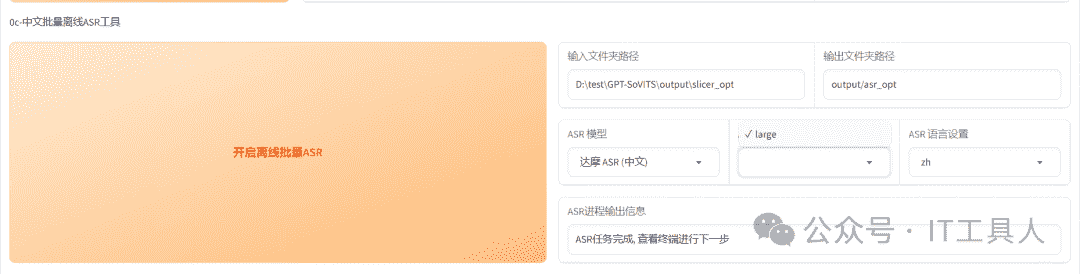 0c-中文批量离线ASR工具
开启离线批量ASR
输入文件夹路径
输出文件夹路径
D:\test\GPT-SoVITS\output\slicer_opt
output/asr_opt
ASR 模型
✓ large
ASR 语言设置
达摩 ASR (中文)
zh
ASR进程输出信息
ASR任务完成, 查看终端进行下一步
公众号 · IT工具人